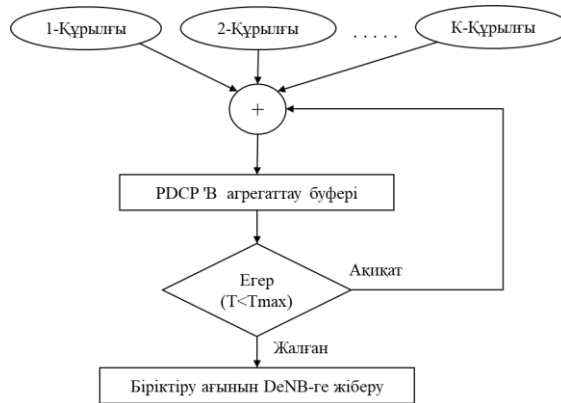 1-Құрылғы
2-Құрылғы
. . . . .
К-Құрылғы
+
PDCP 'B агрегаттау буфері
Егер
(T<Tmax)
Ақиқат
Жалған
Біріктіру ағынын DeNB-ге жіберу